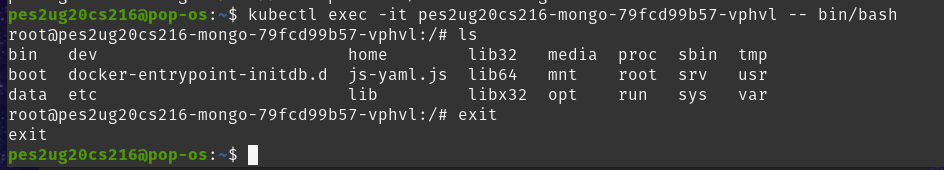 pes2ug20cs216@pop-os:~$ kubectl exec -it pes2ug20cs216-mongo-79fcd99b57-vphvl -- bin/bash
root@pes2ug20cs216-mongo-79fcd99b57-vphvl:/# ls
bin   dev                         home        lib32   media  proc  sbin  tmp
boot  docker-entrypoint-initdb.d  js-yaml.js  lib64   mnt    root  srv   usr
data  etc                         lib         libx32  opt    run   sys   var
root@pes2ug20cs216-mongo-79fcd99b57-vphvl:/# exit
exit
pes2ug20cs216@pop-os:~$